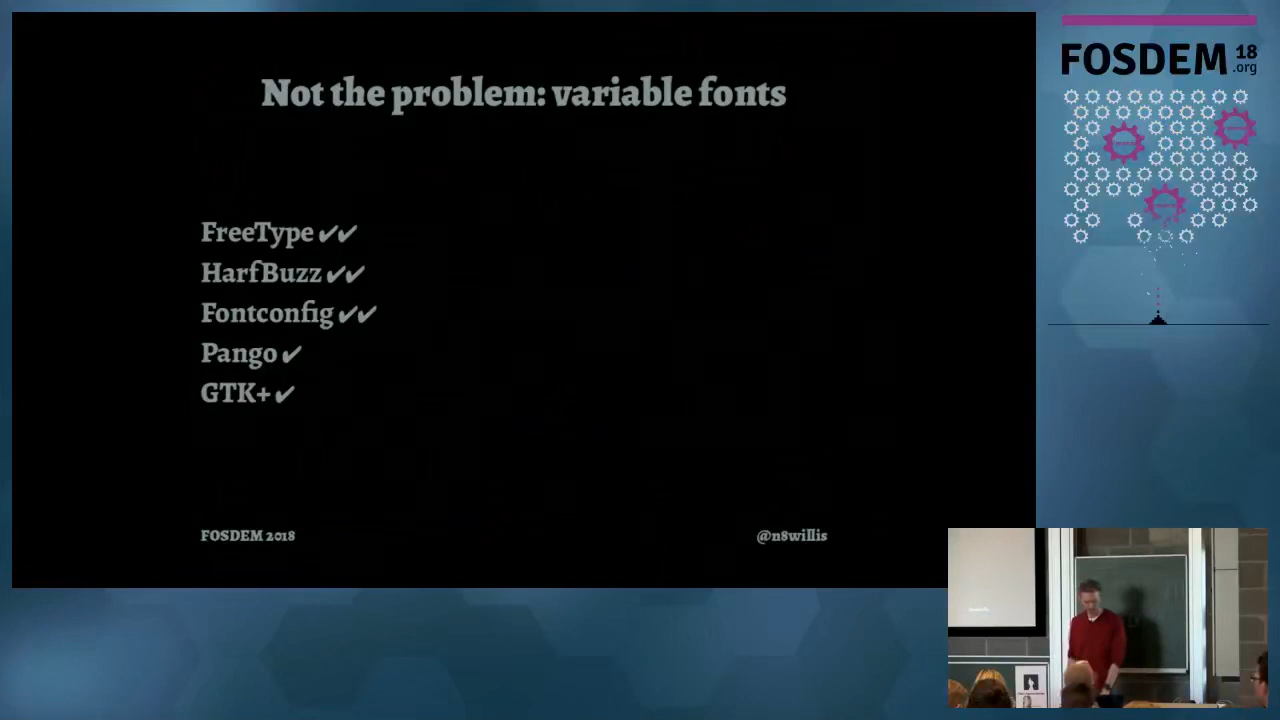 Not the problem: variable fonts
FreeType ✔✔
HarfBuzz ✔✔
Fontconfig ✔✔
Pango ✔
GTK+ ✔
FOSDEM 2018
@n8willis
FOSDEM 18
.org